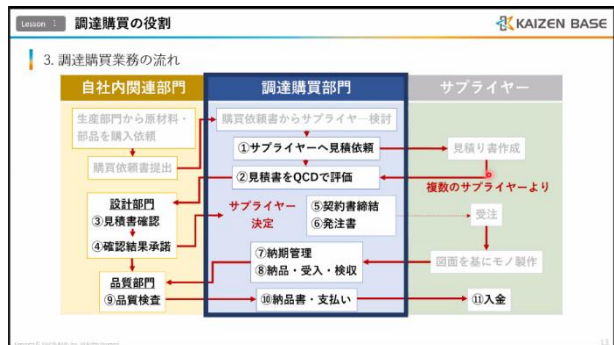 Lesson 1
調達購買の役割
KAIZEN BASE
3. 調達購買業務の流れ
自社内関連部門
調達購買部門
サプライヤー
生産部門から原材料・
部品を購入依頼
購買依頼書提出
購買依頼書からサプライヤー検討
①サプライヤーへ見積依頼
見積り書作成
②見積書をQCDで評価
複数のサプライヤーより
設計部門
③見積書確認
④確認結果承諾
サプライヤー
決定
⑤契約書締結
⑥発注書
受注
⑦納期管理
⑧納品・受入・検収
図面を基にモノ製作
品質部門
⑨品質検査
⑩納品書・支払い
⑪入金
13